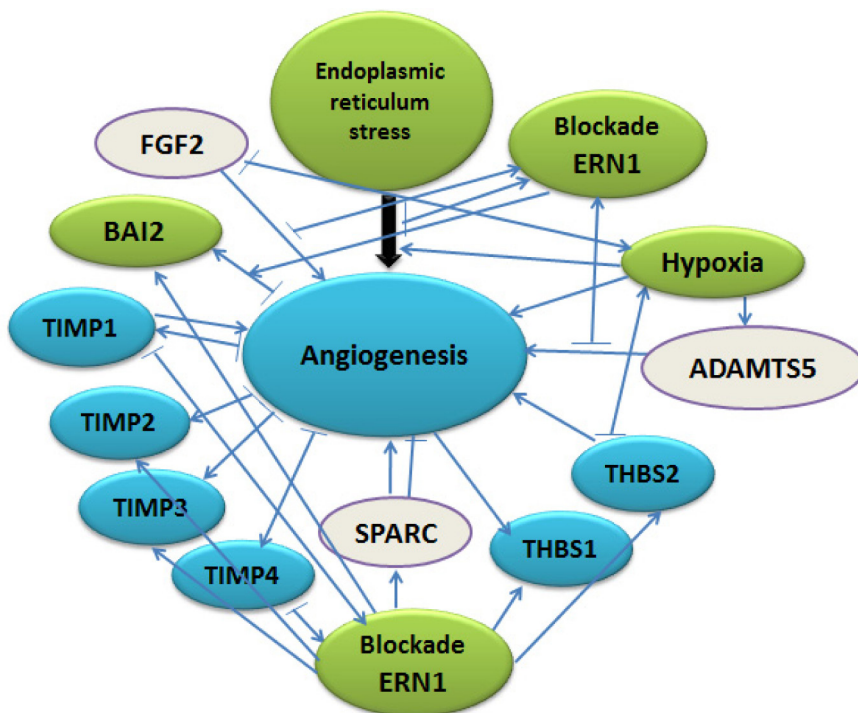 Endoplasmic
reticulum
stress
Blockade
ERN1
FGF2
BAI2
Hypoxia
TIMP1
Angiogenesis
ADAMTS5
TIMP2
THBS2
TIMP3
SPARC
THBS1
TIMP4
Blockade
ERN1